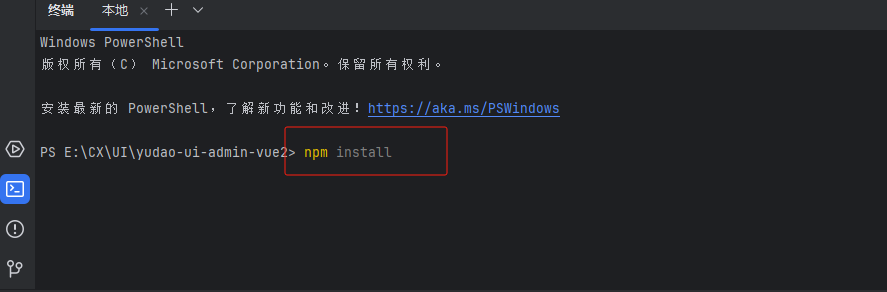 终端 本地
Windows PowerShell
版权所有（C） Microsoft Corporation。保留所有权利。
安装最新的 PowerShell，了解新功能和改进！https://aka.ms/PSWindows
PS E:\CX\UI\yudao-ui-admin-vue2> npm install